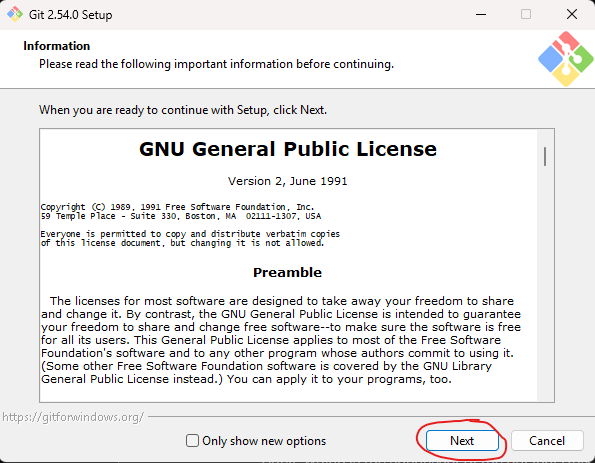 Git 2.54.0 Setup
Information
Please read the following important information before continuing.
When you are ready to continue with Setup, click Next.
GNU General Public License
Version 2, June 1991
Copyright (C) 1989, 1991 Free Software Foundation, Inc.
59 Temple Place - Suite 330, Boston, MA  02111-1307, USA
Everyone is permitted to copy and distribute verbatim copies
of this license document, but changing it is not allowed.
Preamble
The licenses for most software are designed to take away your freedom to share
and change it. By contrast, the GNU General Public License is intended to guarantee
your freedom to share and change free software--to make sure the software is free
for all its users. This General Public License applies to most of the Free Software
Foundation's software and to any other program whose authors commit to using it.
(Some other Free Software Foundation software is covered by the GNU Library
General Public License instead.) You can apply it to your programs, too.
https://gitforwindows.org/
Only show new options
Next
Cancel